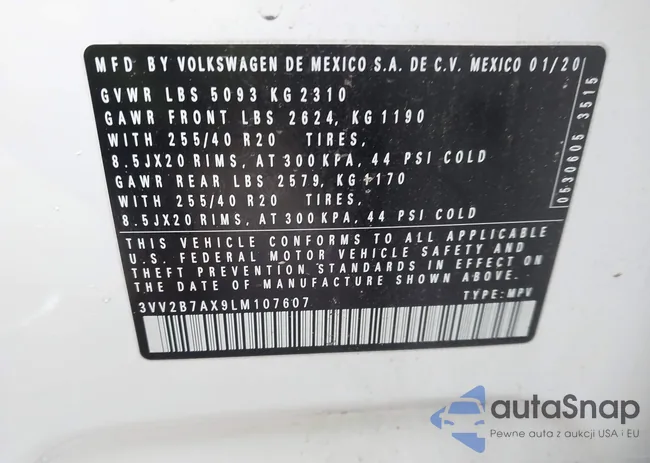 MFD. BY VOLKSWAGEN DE MEXICO S.A. DE C.V. MEXICO 01/20
GVWR LBS 5093 KG 2310
GAWR FRONT LBS 2624, KG 1190
WITH 255/40 R20 TIRES,
8.5JX20 RIMS, AT 300 KPA, 44 PSI COLD
GAWR REAR LBS 2579, KG 1170
WITH 255/40 R20 TIRES,
8.5JX20 RIMS, AT 300 KPA, 44 PSI COLD
THIS VEHICLE CONFORMS TO ALL APPLICABLE
U.S. FEDERAL MOTOR VEHICLE SAFETY AND
THEFT PREVENTION STANDARDS IN EFFECT ON
THE DATE OF MANUFACTURE SHOWN ABOVE.
3VV2B7AX9LM107607 TYPE: MPV
0530605 3515
autoSnap
Pewne auta z aukcji USA i EU